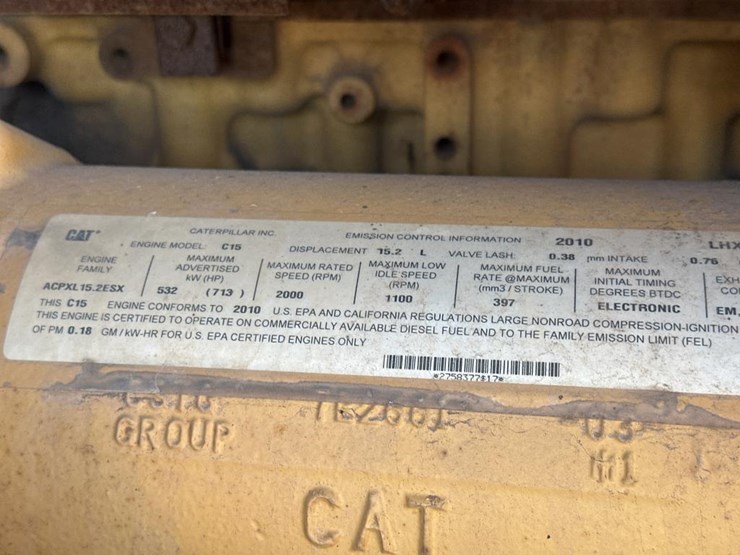 CAT®
CATERPILLAR INC. EMISSION CONTROL INFORMATION 2010
ENGINE MODEL: C15 DISPLACEMENT 15.2 L VALVE LASH: 0.38 mm INTAKE 0.76
ENGINE FAMILY
ACPXL15.2ESX
MAXIMUM ADVERTISED kW (HP)
532 (713)
MAXIMUM RATED SPEED (RPM)
2000
MAXIMUM LOW IDLE SPEED (RPM)
1100
MAXIMUM FUEL RATE @MAXIMUM (mm3 / STROKE)
397
MAXIMUM INITIAL TIMING DEGREES BTDC
ELECTRONIC
THIS C15 ENGINE CONFORMS TO 2010 U.S. EPA AND CALIFORNIA REGULATIONS LARGE NONROAD COMPRESSION-IGNITION
THIS ENGINE IS CERTIFIED TO OPERATE ON COMMERCIALLY AVAILABLE DIESEL FUEL AND TO THE FAMILY EMISSION LIMIT (FEL)
OF PM 0.18 GM / kW-HR FOR U.S. EPA CERTIFIED ENGINES ONLY
GROUP
#1
CAT